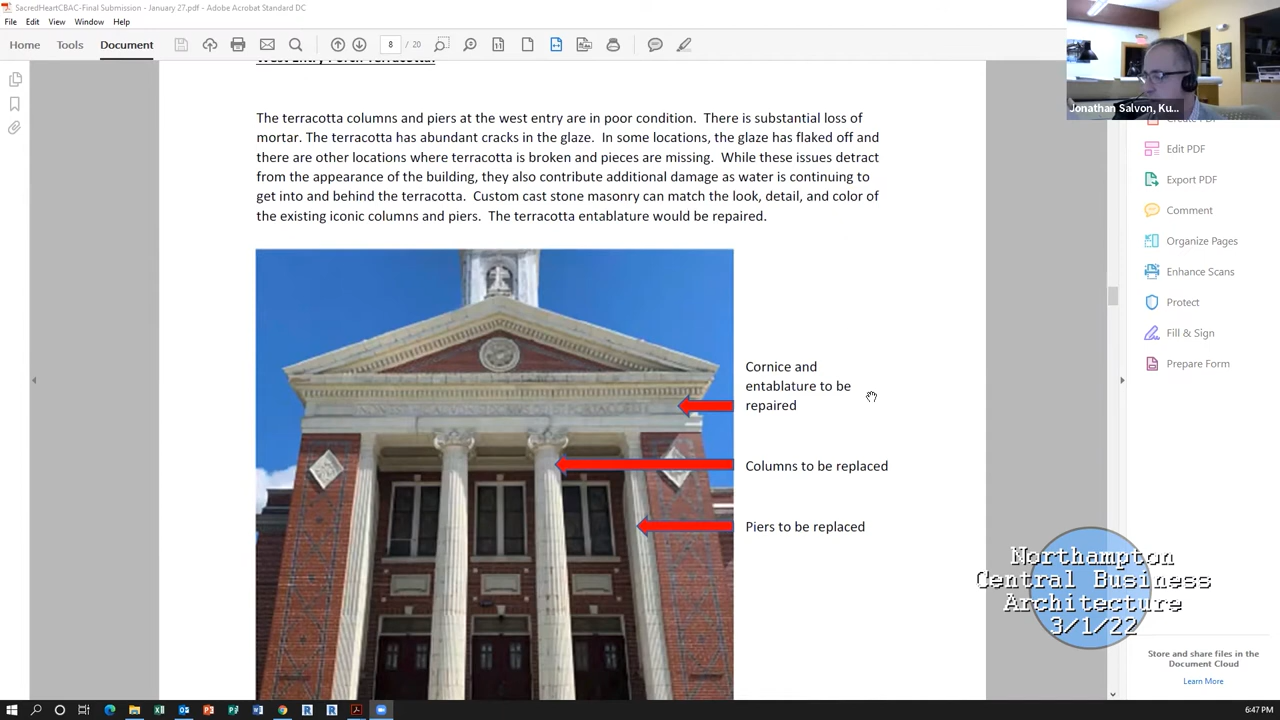 SacredHeartCBAC-Final Submission - January 27.pdf - Adobe Acrobat Standard DC
File Edit View Window Help
Home Tools Document
8 / 20
West Entry Porch Terracotta:
The terracotta columns and piers at the west entry are in poor condition. There is substantial loss of
mortar. The terracotta has abundant cracks in the glaze. In some locations, the glaze has flaked off and
there are other locations where terracotta is broken and pieces are missing. While these issues detract
from the appearance of the building, they also contribute additional damage as water is continuing to
get into and behind the terracotta. Custom cast stone masonry can match the look, detail, and color of
the existing iconic columns and piers. The terracotta entablature would be repaired.
Cornice and
entablature to be
repaired
Columns to be replaced
Piers to be replaced
Jonathan Salvon, Ku...
Create PDF
Edit PDF
Export PDF
Comment
Organize Pages
Enhance Scans
Protect
Fill & Sign
Prepare Form
Northampton
Central Business
Architecture
3/1/22
Store and share files in the
Document Cloud
Learn More
6:47 PM